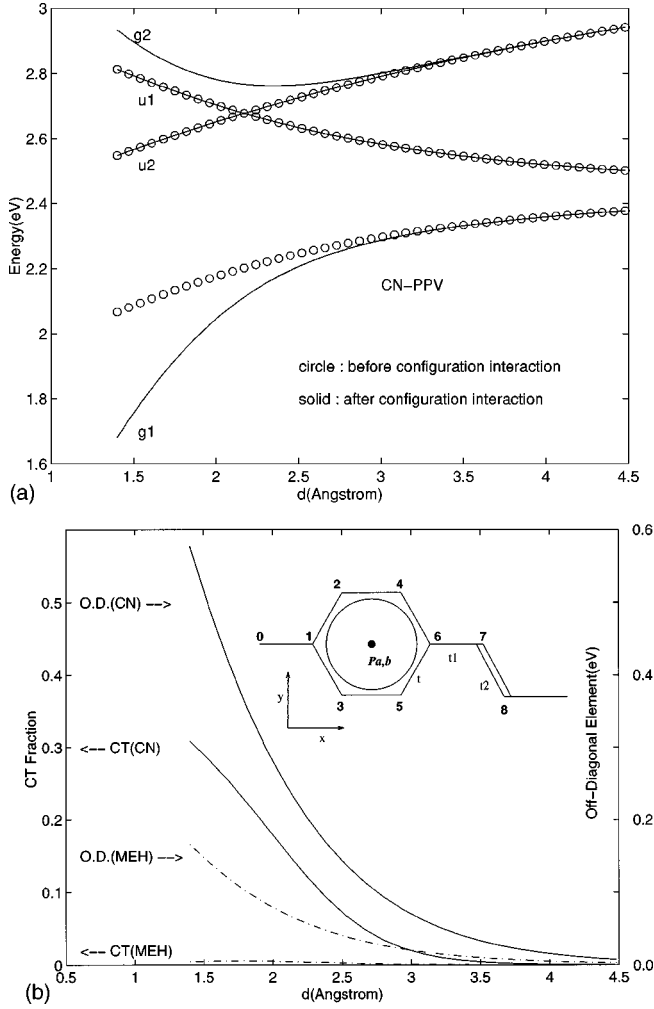 3
2.8
2.6
2.4
2.2
2
1.8
1.6
Energy(eV)
g2
u1
u2
g1
CN-PPV
circle : before configuration interaction
solid : after configuration interaction
1
1.5
2
2.5
3
3.5
4
4.5
d(Angstrom)
(a)
0.5
0.4
0.3
0.2
0.1
0
CT Fraction
O.D.(CN) -->
<-- CT(CN)
O.D.(MEH) -->
<-- CT(MEH)
0
1
2
3
4
5
6
7
8
Pa,b
t
t1
t2
y
x
0.6
0.4
0.2
0.0
Off-Diagonal Element(eV)
0.5
1
1.5
2
2.5
3
3.5
4
4.5
d(Angstrom)
(b)